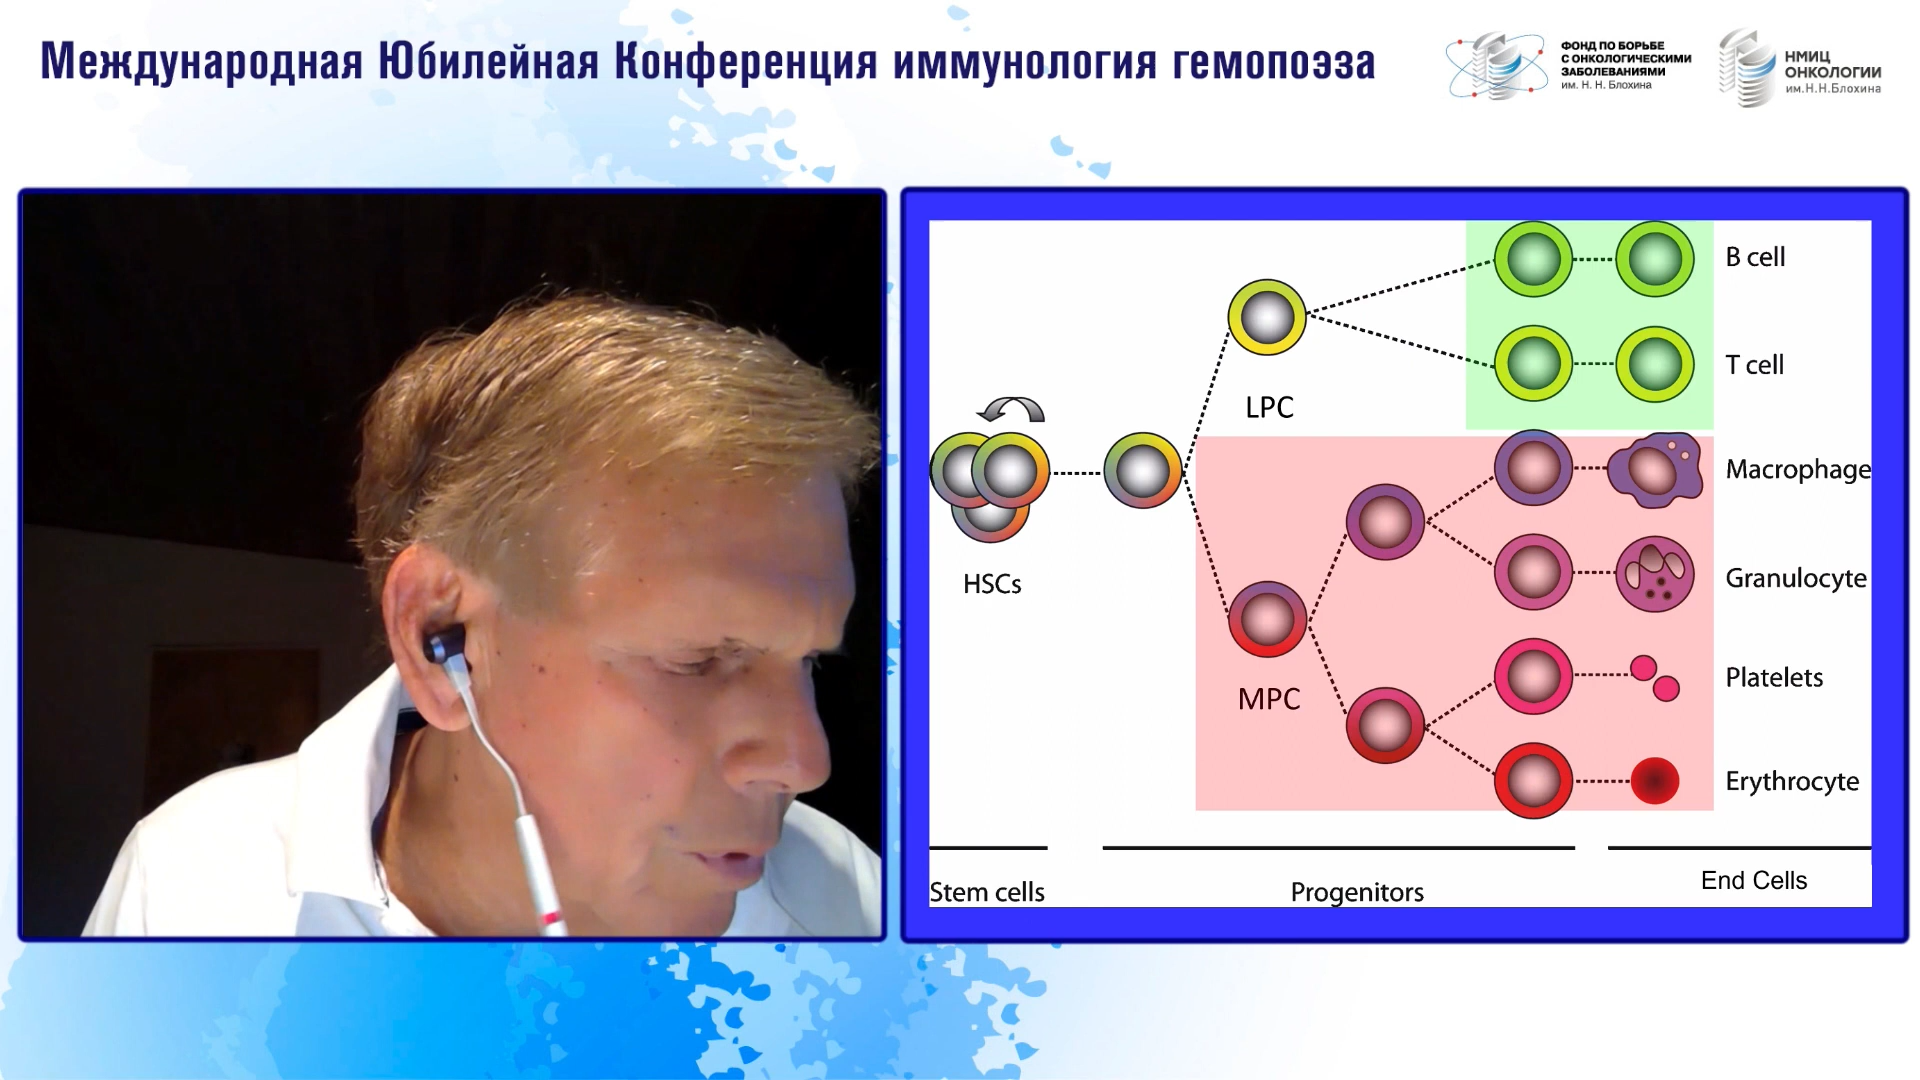 Международная Юбилейная Конференция иммунология гемопоэза
ФОНД ПО БОРЬБЕ
С ОНКОЛОГИЧЕСКИМИ
ЗАБОЛЕВАНИЯМИ
им. Н. Н. Блохина
НМИЦ
ОНКОЛОГИИ
им.Н.Н.Блохина
B cell
T cell
LPC
Macrophage
HSCs
Granulocyte
MPC
Platelets
Erythrocyte
Stem cells
Progenitors
End Cells